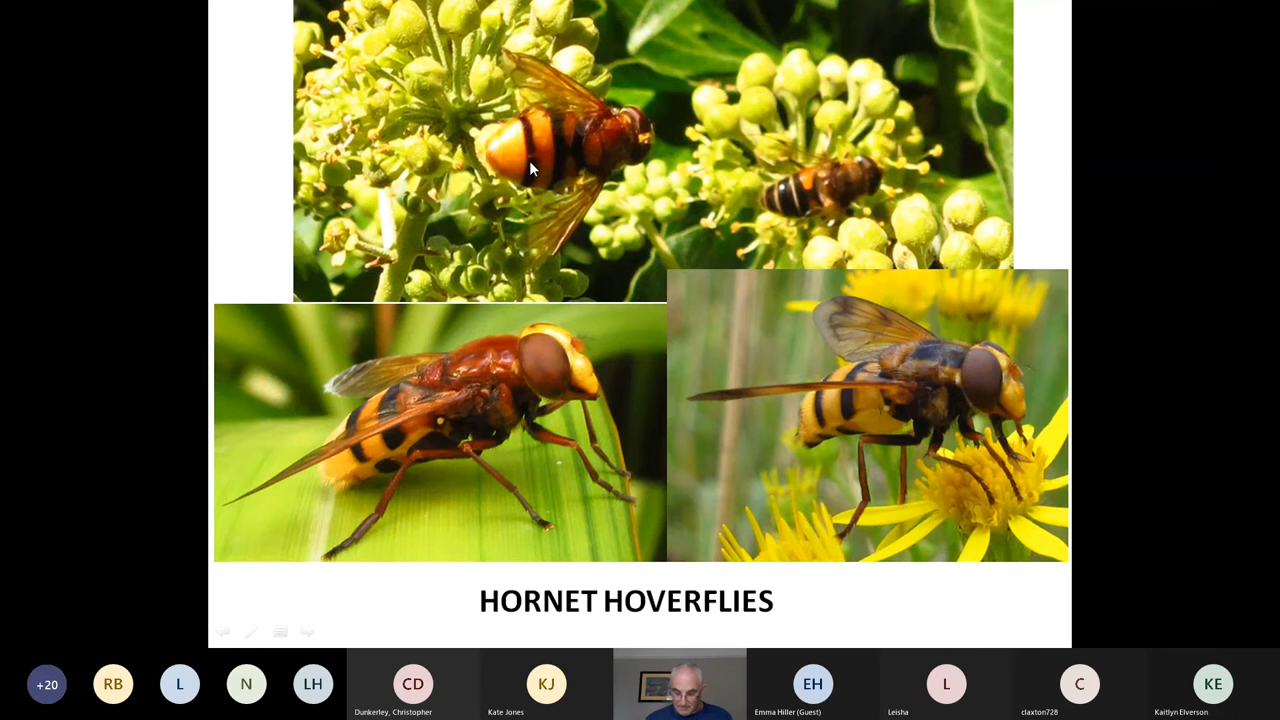 HORNET HOVERFLIES
+20
RB
L
N
LH
CD
Dunkerley, Christopher
KJ
Kate Jones
EH
Emma Hiller (Guest)
L
Leisha
C
claxton728
KE
Kaitlyn Elverson